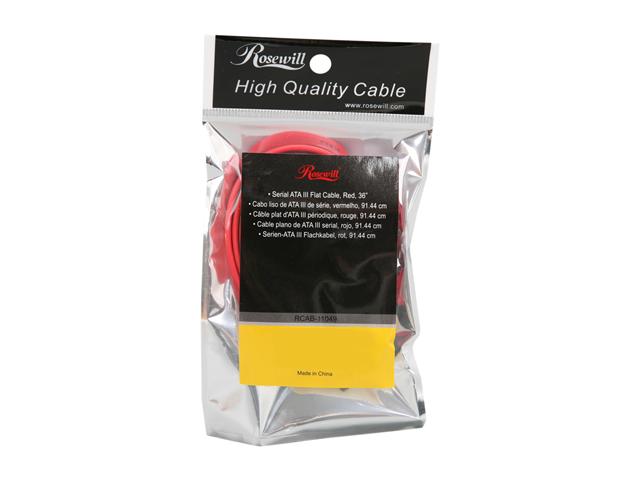 Rosewill
High Quality Cable
www.rosewill.com
Rosewill
• Serial ATA III Flat Cable, Red, 36"
• Cabo liso de ATA III de série, vermelho, 91.44 cm
• Câble plat d'ATA III périodique, rouge, 91.44 cm
• Cable plano de ATA III serial, rojo, 91.44 cm
• Serien-ATA III Flachkabel, rot, 91.44 cm
RCAB-11049
Made in China